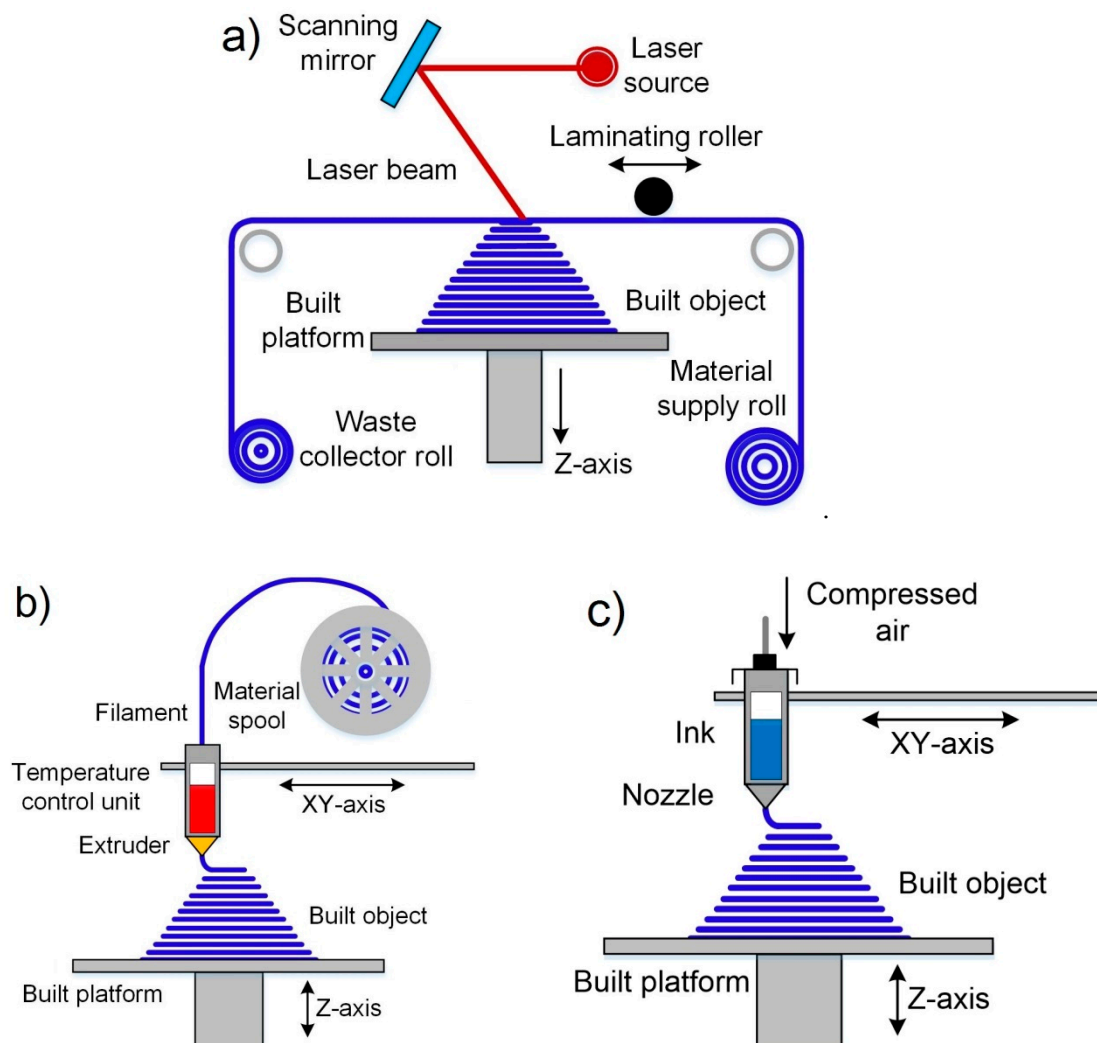 a)
Scanning
mirror
Laser
source
Laminating roller
Laser beam
Built
platform
Built object
Material
supply roll
Waste
collector roll
Z-axis
.
b)
Material
spool
Filament
Temperature
control unit
XY-axis
Extruder
Built object
Built platform
Z-axis
c)
Compressed
air
Ink
XY-axis
Nozzle
Built object
Built platform
Z-axis